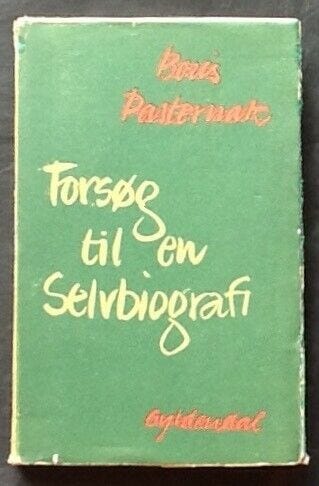 Boris
Pasternak
Forsøg
til en
Selvbiografi
Gyldendal